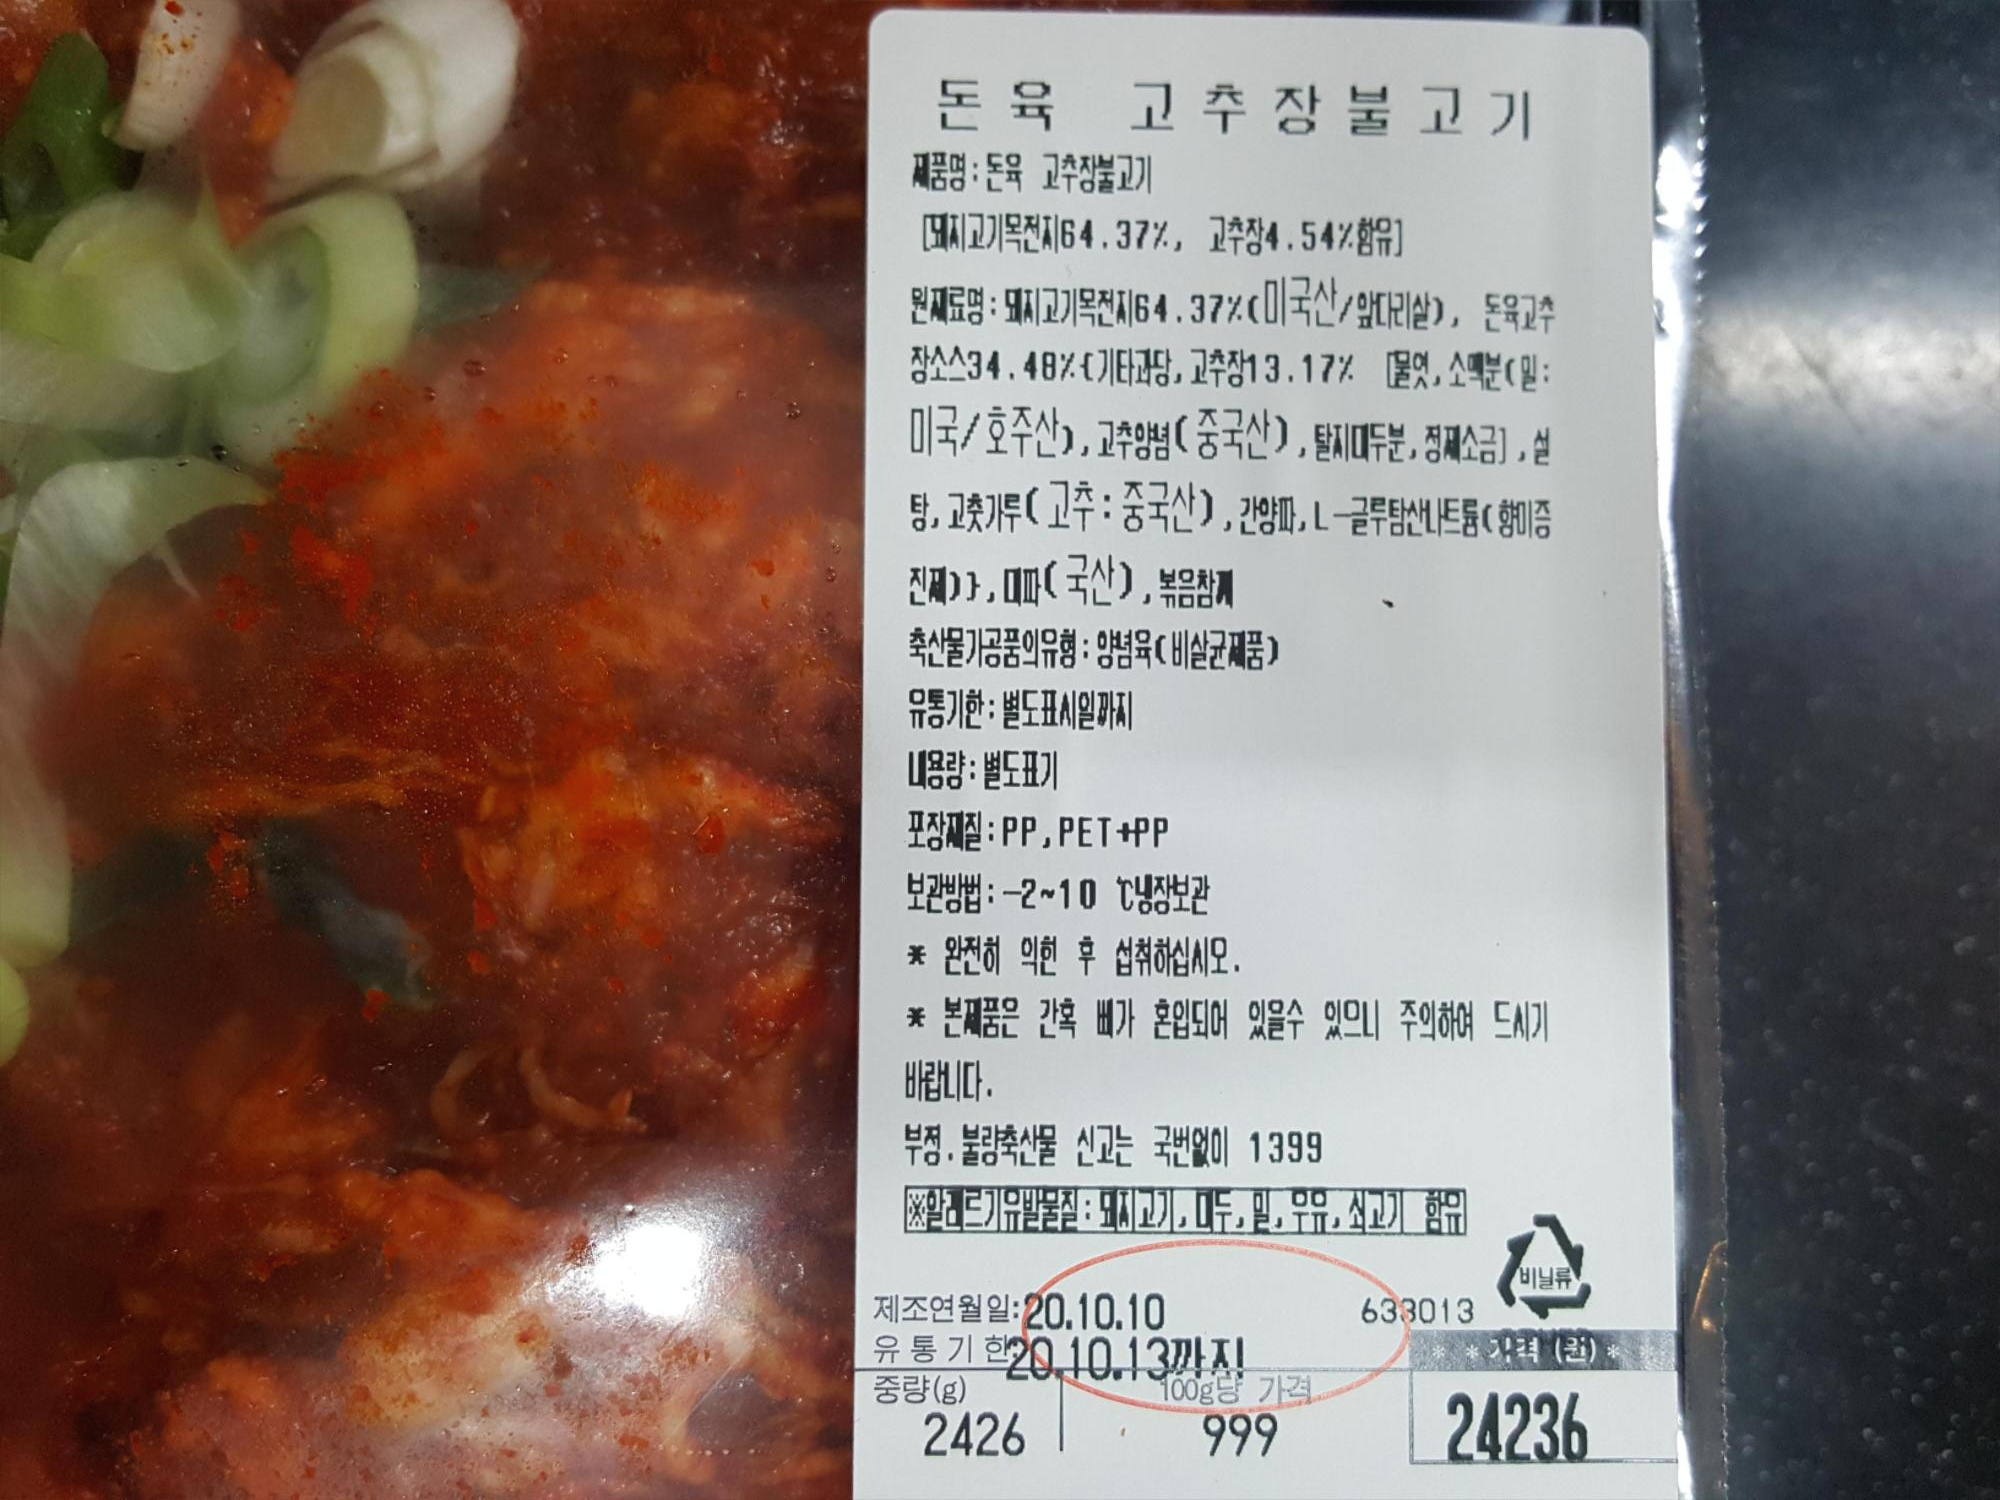 돈육 고추장불고기
제품명:돈육 고추장불고기
[돼지고기목전지64.37%, 고추장4.54%함유]
원재료명:돼지고기목전지64.37%(미국산/앞다리살), 돈육고추
장소스34.48%{기타과당,고추장13.17% [물엿,소맥분(밀:
미국/호주산),고추양념(중국산),탈지대두분,정제소금],설
탕,고춧가루(고추:중국산),간양파,L-글루탐산나트륨(향미증
진제)},대파(국산),볶음참깨
축산물가공품의유형:양념육(비살균제품)
유통기한:별도표시일까지
내용량:별도표기
포장재질:PP,PET+PP
보관방법:-2~10 ℃냉장보관
* 완전히 익힌 후 섭취하십시오.
* 본제품은 간혹 뼈가 혼입되어 있을수 있으니 주의하여 드시기
바랍니다.
부정.불량축산물 신고는 국번없이 1399
※알레르기유발물질:돼지고기,대두,밀,우유,쇠고기 함유
비닐류
제조연월일:20.10.10 633013
유통기한:20.10.13까지 **가격(원)*
중량(g) 100g당 가격
2426 999 24236